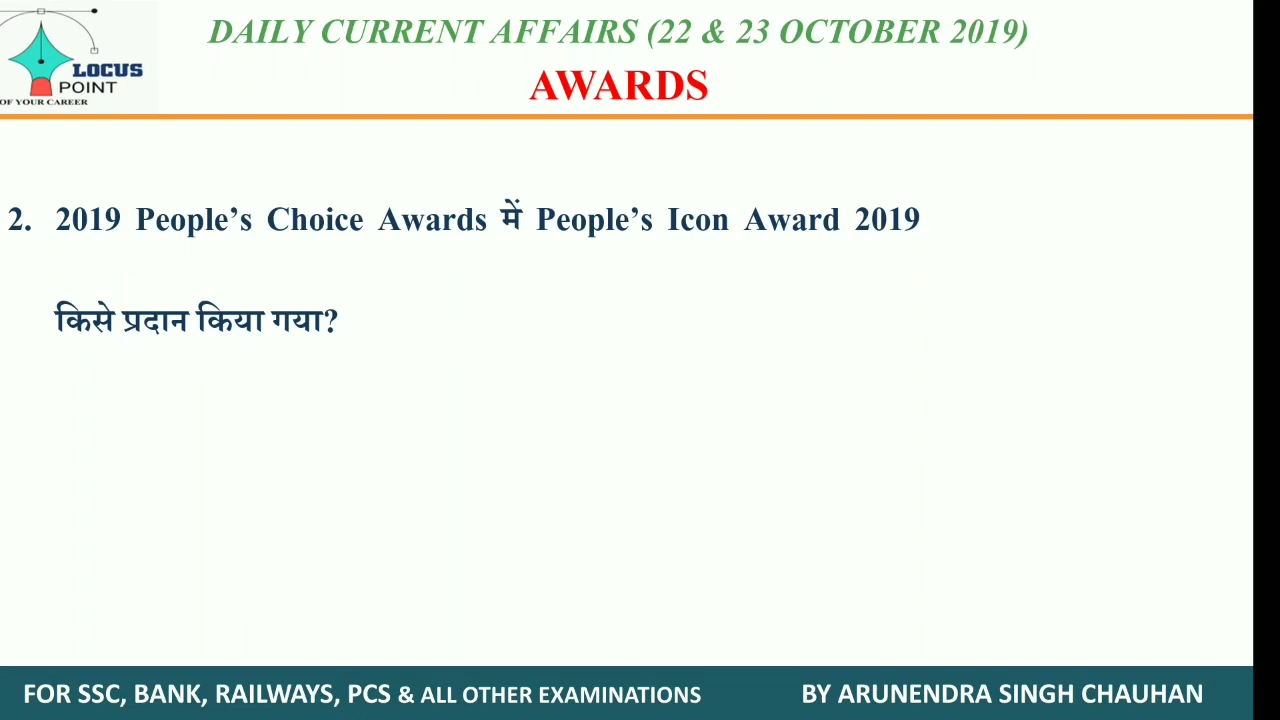 DAILY CURRENT AFFAIRS (22 & 23 OCTOBER 2019)
AWARDS
LOCUS
POINT
OF YOUR CAREER
2. 2019 People’s Choice Awards में People’s Icon Award 2019
किसे प्रदान किया गया?
FOR SSC, BANK, RAILWAYS, PCS & ALL OTHER EXAMINATIONS
BY ARUNENDRA SINGH CHAUHAN